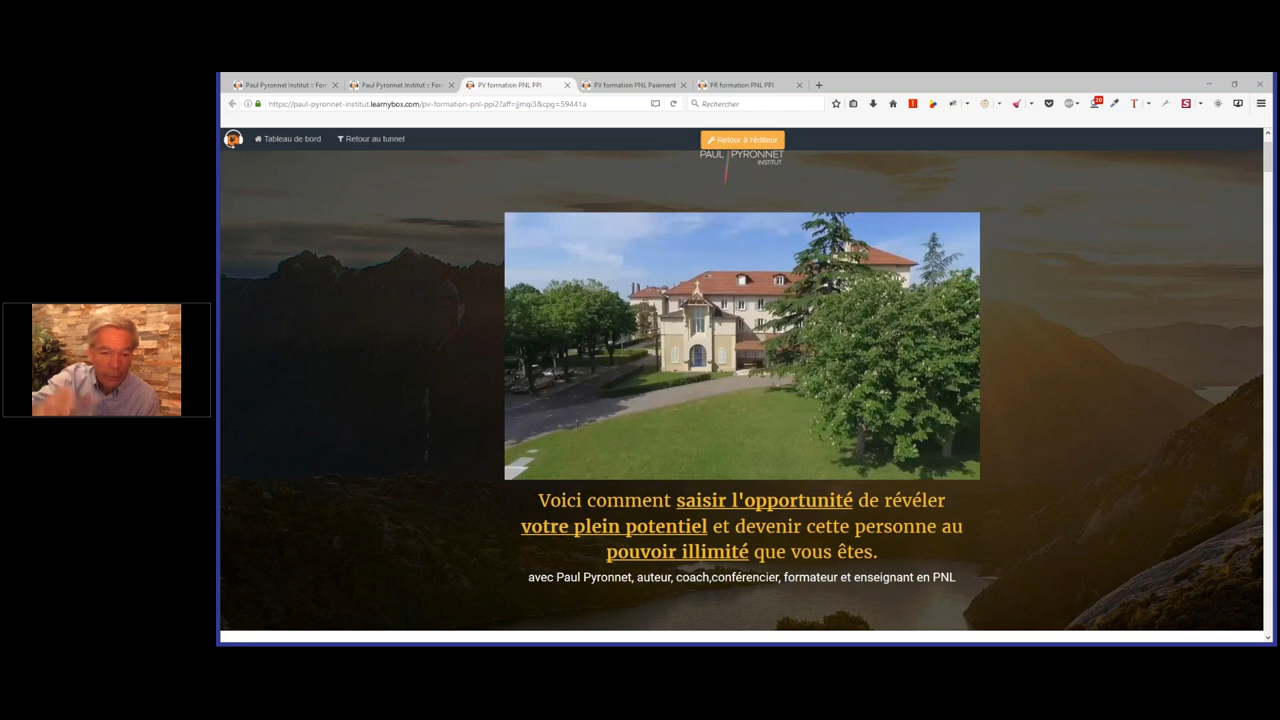 Paul Pyronnet Institut :: For
Paul Pyronnet Institut :: For
PV formation PNL PPI
PV formation PNL Paiement
PR formation PNL PPI
https://paul-pyronnet-institut.learnybox.com/pv-formation-pnl-ppi2?aff=jjmqi3&cpg=59441a
Rechercher
20
Tableau de bord
Retour au tunnel
Retour à l'éditeur
PAUL PYRONNET
INSTITUT
Voici comment saisir l'opportunité de révéler
votre plein potentiel et devenir cette personne au
pouvoir illimité que vous êtes.
avec Paul Pyronnet, auteur, coach,conférencier, formateur et enseignant en PNL